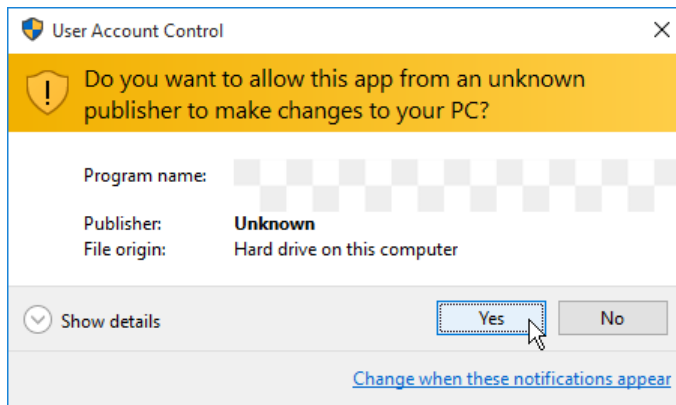 User Account Control
Do you want to allow this app from an unknown
publisher to make changes to your PC?
Program name:
Publisher: Unknown
File origin: Hard drive on this computer
Show details
Yes
No
Change when these notifications appear